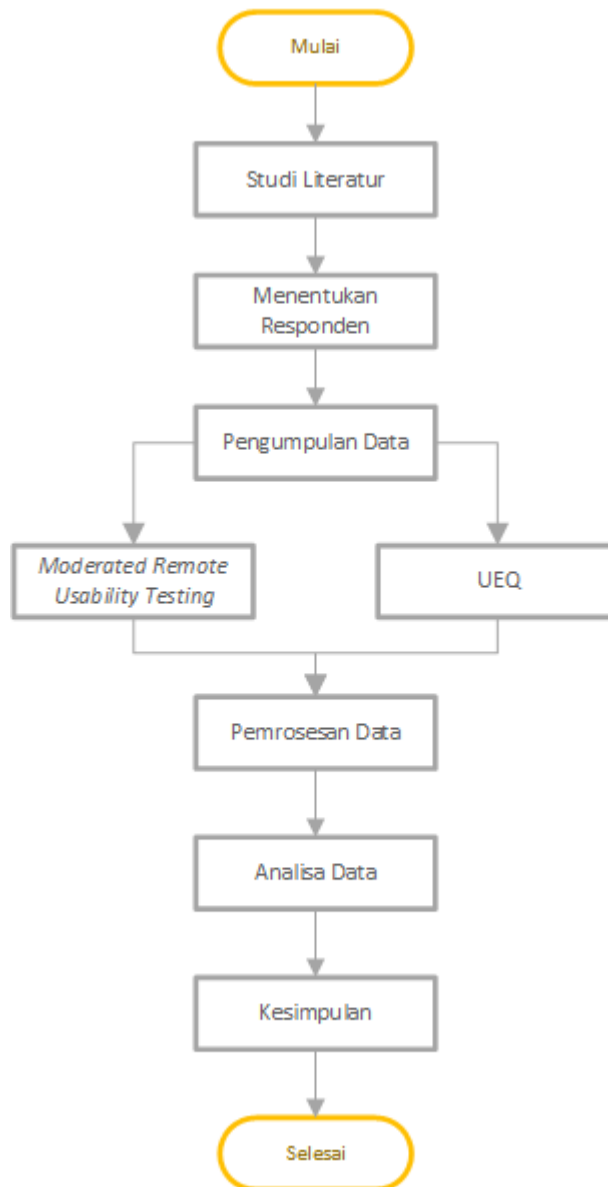 Mulai
Studi Literatur
Menentukan
Responden
Pengumpulan Data
Moderated Remote
Usability Testing
UEQ
Pemrosesan Data
Analisa Data
Kesimpulan
Selesai